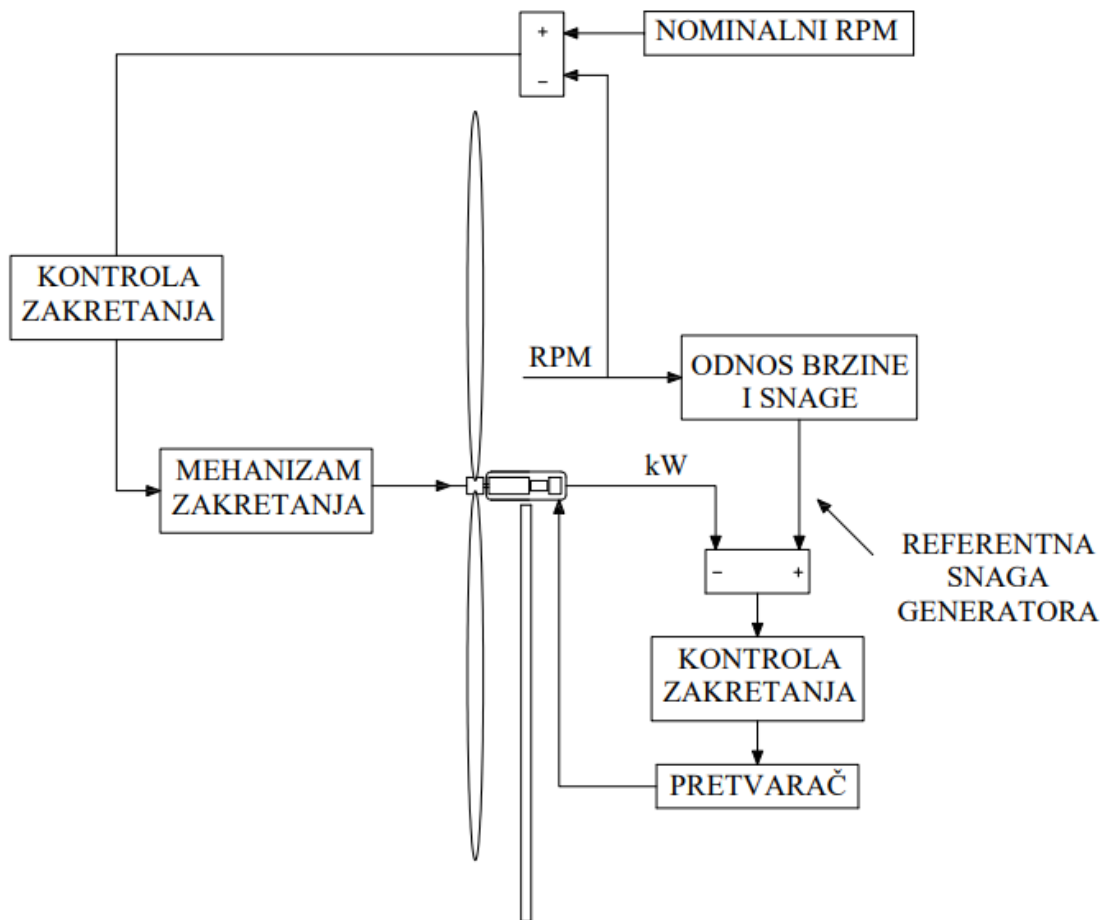 +
NOMINALNI RPM
–
KONTROLA
ZAKRETANJA
RPM
ODNOS BRZINE
I SNAGE
MEHANIZAM
ZAKRETANJA
kW
REFERENTNA
SNAGA
GENERATORA
– +
KONTROLA
ZAKRETANJA
PRETVARAČ